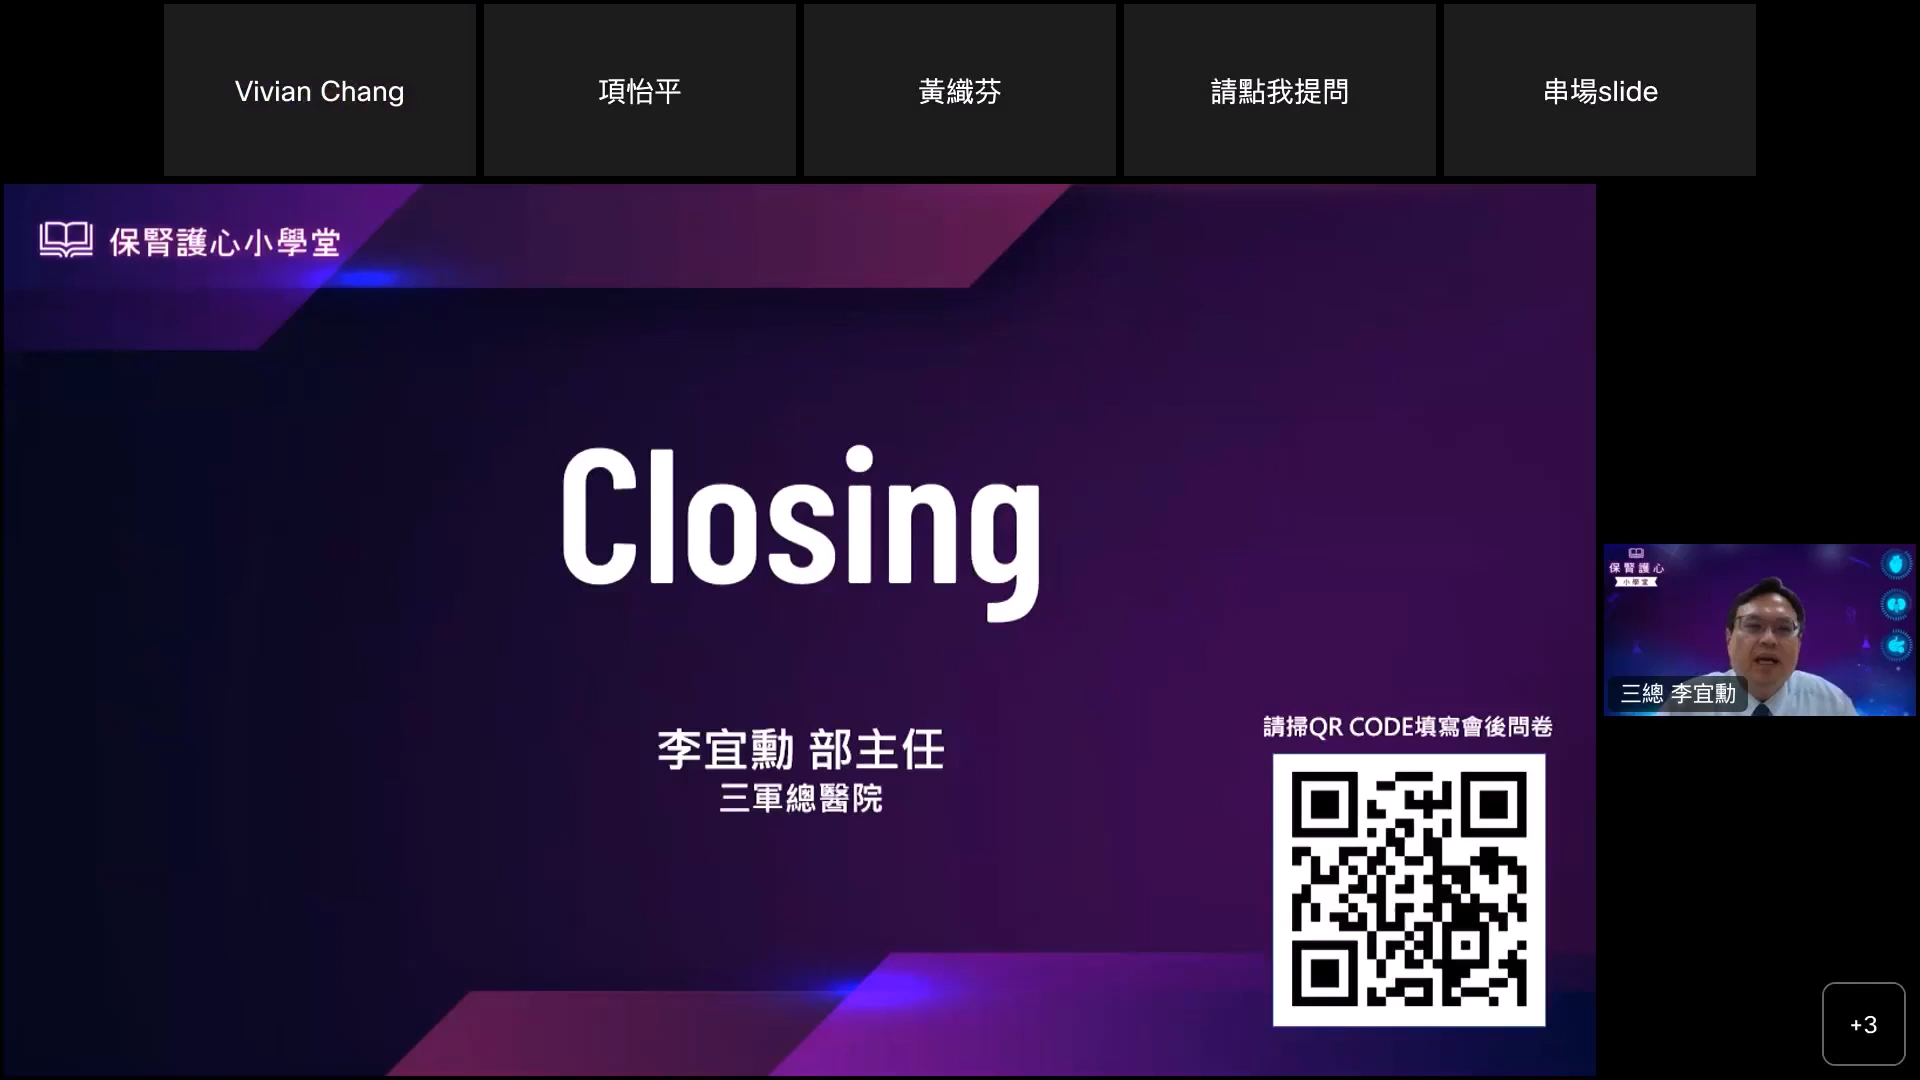 Vivian Chang
項怡平
黃織芬
請點我提問
串場slide
保腎護心小學堂
Closing
李宜勳 部主任
三軍總醫院
請掃QR CODE填寫會後問卷
保腎護心
小學堂
三總 李宜勳
+3